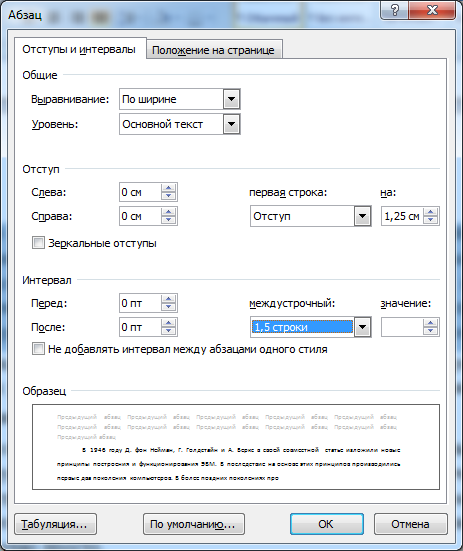 Абзац
Отступы и интервалы Положение на странице
Общие
Выравнивание: По ширине
Уровень: Основной текст
Отступ
Слева: 0 см первая строка: на:
Справа: 0 см Отступ 1,25 см
Зеркальные отступы
Интервал
Перед: 0 пт междустрочный: значение:
После: 0 пт 1,5 строки
Не добавлять интервал между абзацами одного стиля
Образец
Предыдущий абзац Предыдущий абзац Предыдущий абзац Предыдущий абзац Предыдущий абзац
Предыдущий абзац Предыдущий абзац Предыдущий абзац Предыдущий абзац Предыдущий абзац
Предыдущий абзац
В 1946 году Д. фон Нейман, Г. Голдстайн и А. Беркс в своей совместной статье изложили новые
принципы построения и функционирования ЭВМ. В последствие на основе этих принципов производились
первые два поколения компьютеров. В более поздних поколениях про
Табуляция... По умолчанию... ОК Отмена